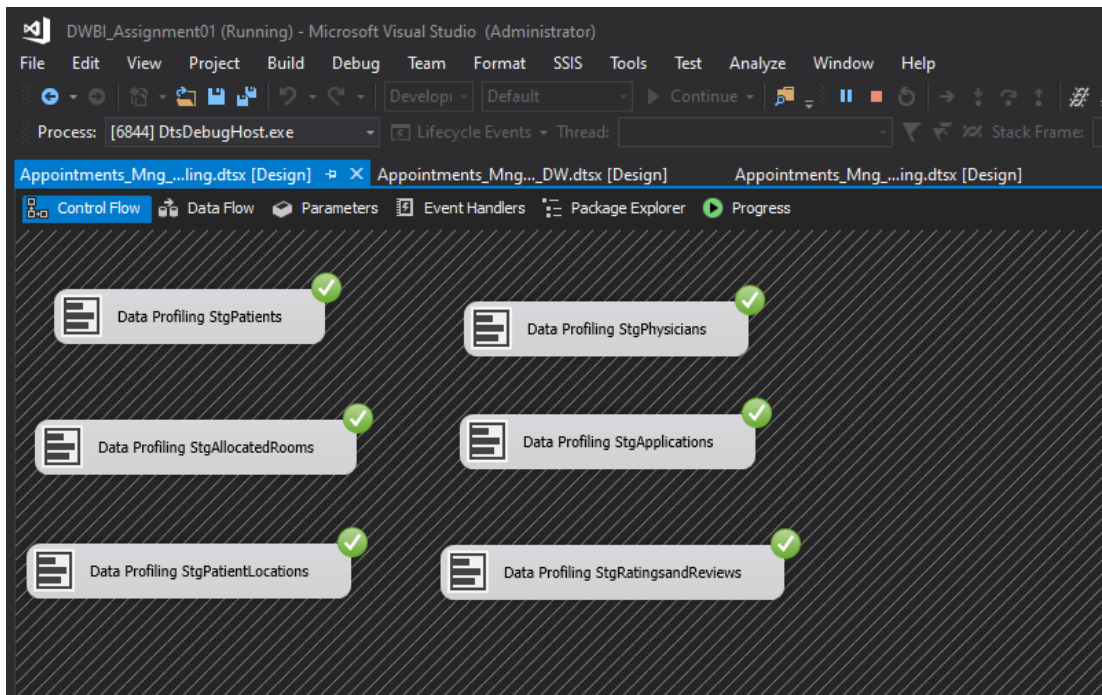 DWBI_Assignment01 (Running) - Microsoft Visual Studio (Administrator)
File Edit View Project Build Debug Team Format SSIS Tools Test Analyze Window Help
Developı Default Continue
Process: [6844] DtsDebugHost.exe Lifecycle Events Thread: Stack Frame:
Appointments_Mng_...ling.dtsx [Design] Appointments_Mng..._DW.dtsx [Design] Appointments_Mng_...ing.dtsx [Design]
Control Flow Data Flow Parameters Event Handlers Package Explorer Progress
Data Profiling StgPatients
Data Profiling StgPhysicians
Data Profiling StgAllocatedRooms
Data Profiling StgApplications
Data Profiling StgPatientLocations
Data Profiling StgRatingsandReviews